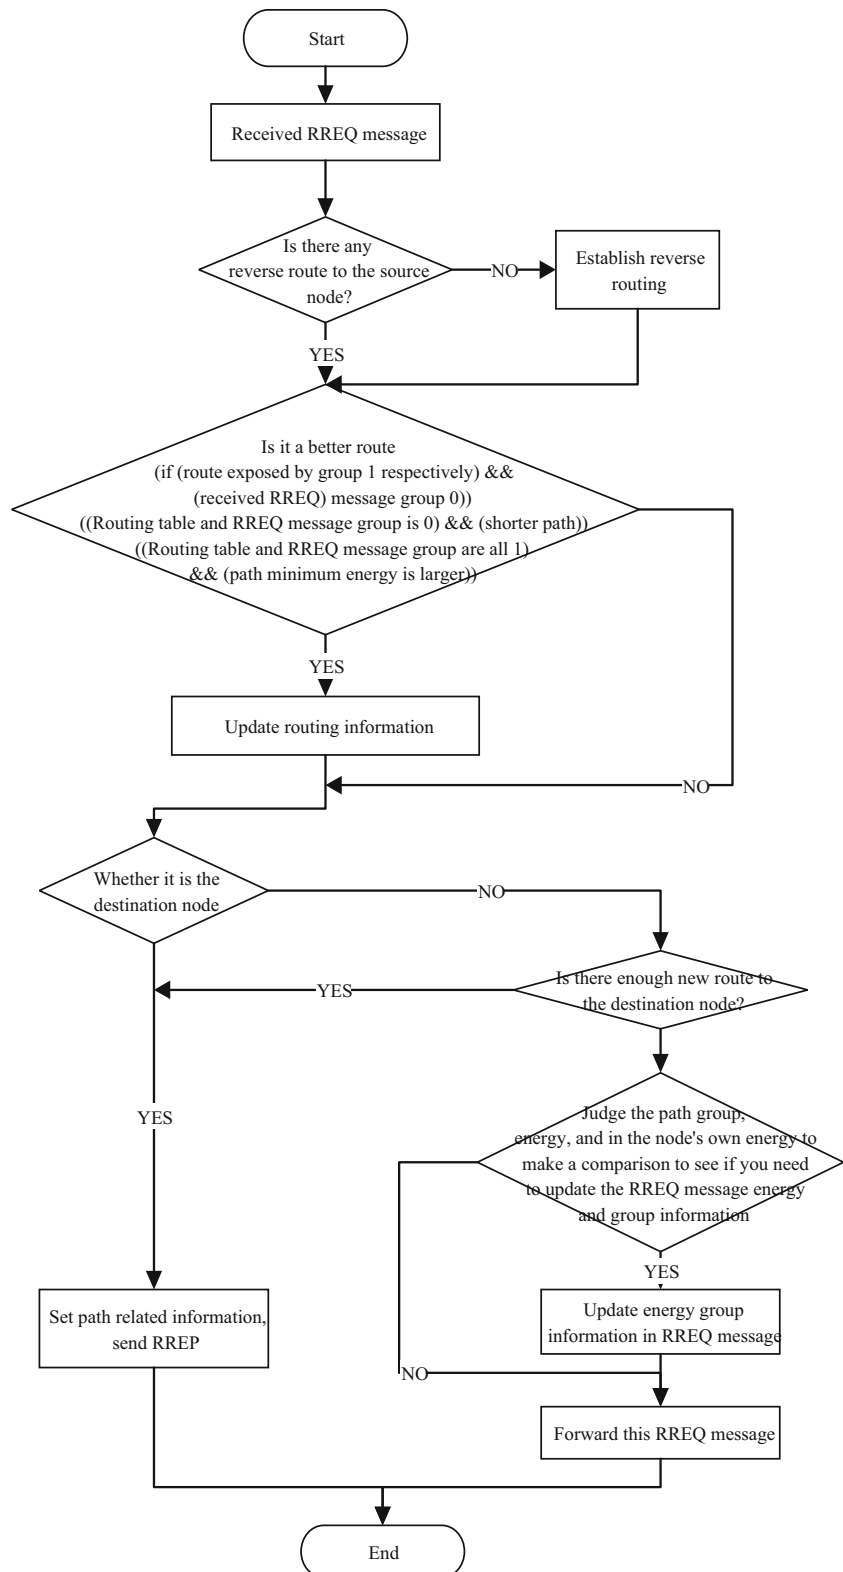 Start
Received RREQ message
Is there any
reverse route to the source
node?
NO
Establish reverse
routing
YES
Is it a better route
(if (route exposed by group 1 respectively) &&
(received RREQ) message group 0))
((Routing table and RREQ message group is 0) && (shorter path))
((Routing table and RREQ message group are all 1)
&& (path minimum energy is larger))
YES
Update routing information
NO
Whether it is the
destination node
NO
Is there enough new route to
the destination node?
YES
YES
Judge the path group,
energy, and in the node's own energy to
make a comparison to see if you need
to update the RREQ message energy
and group information
YES
Set path related information,
send RREP
Update energy group
information in RREQ message
NO
Forward this RREQ message
End